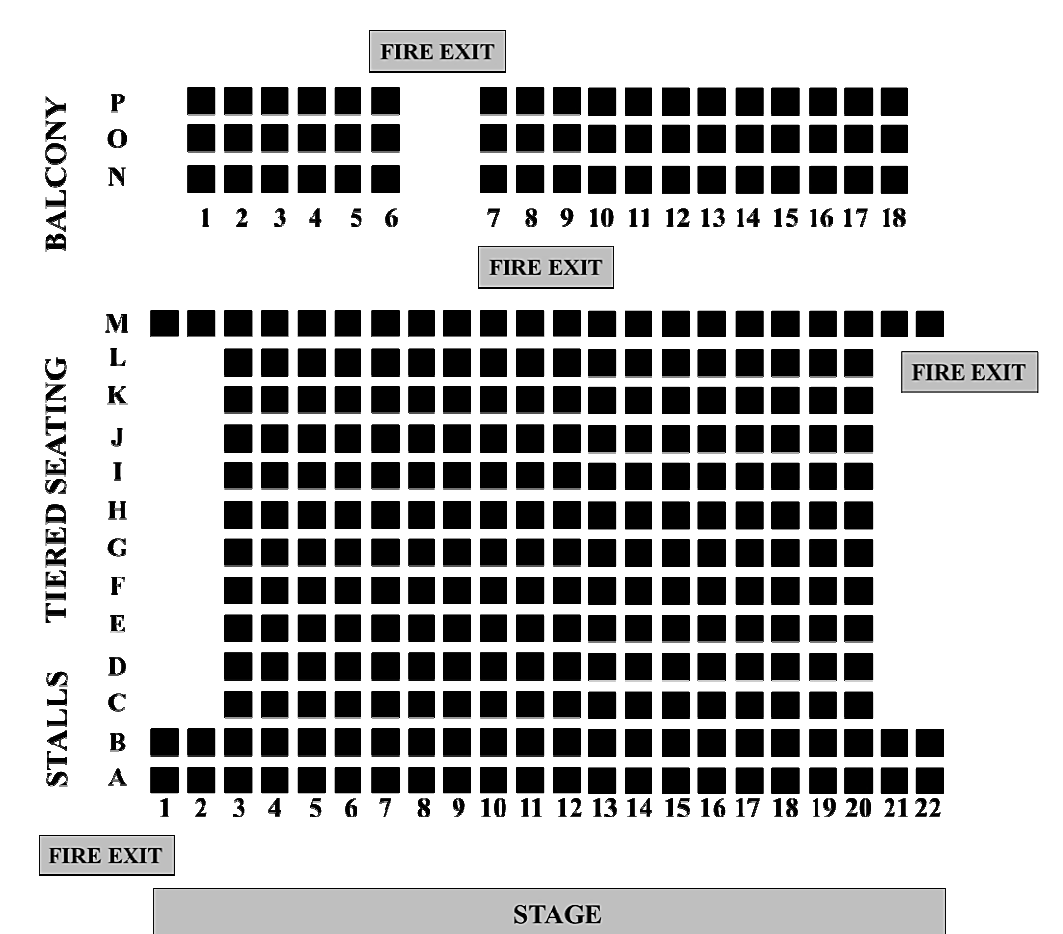 FIRE EXIT
BALCONY
P
O
N
1 2 3 4 5 6 7 8 9 10 11 12 13 14 15 16 17 18
FIRE EXIT
TIERED SEATING
M
L
FIRE EXIT
K
J
I
H
G
F
E
STALLS
D
C
B
A
1 2 3 4 5 6 7 8 9 10 11 12 13 14 15 16 17 18 19 20 21 22
FIRE EXIT
STAGE